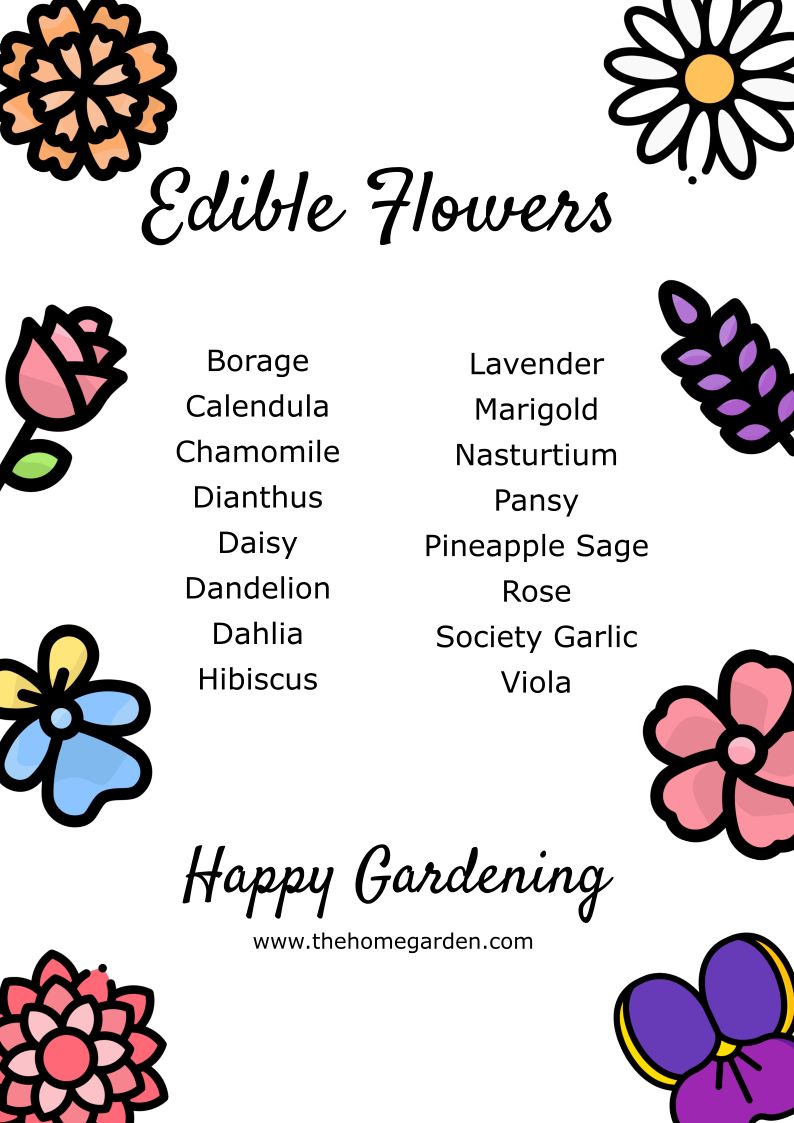 Edible Flowers
Borage
Calendula
Chamomile
Dianthus
Daisy
Dandelion
Dahlia
Hibiscus
Lavender
Marigold
Nasturtium
Pansy
Pineapple Sage
Rose
Society Garlic
Viola
Happy Gardening
www.thehomegarden.com